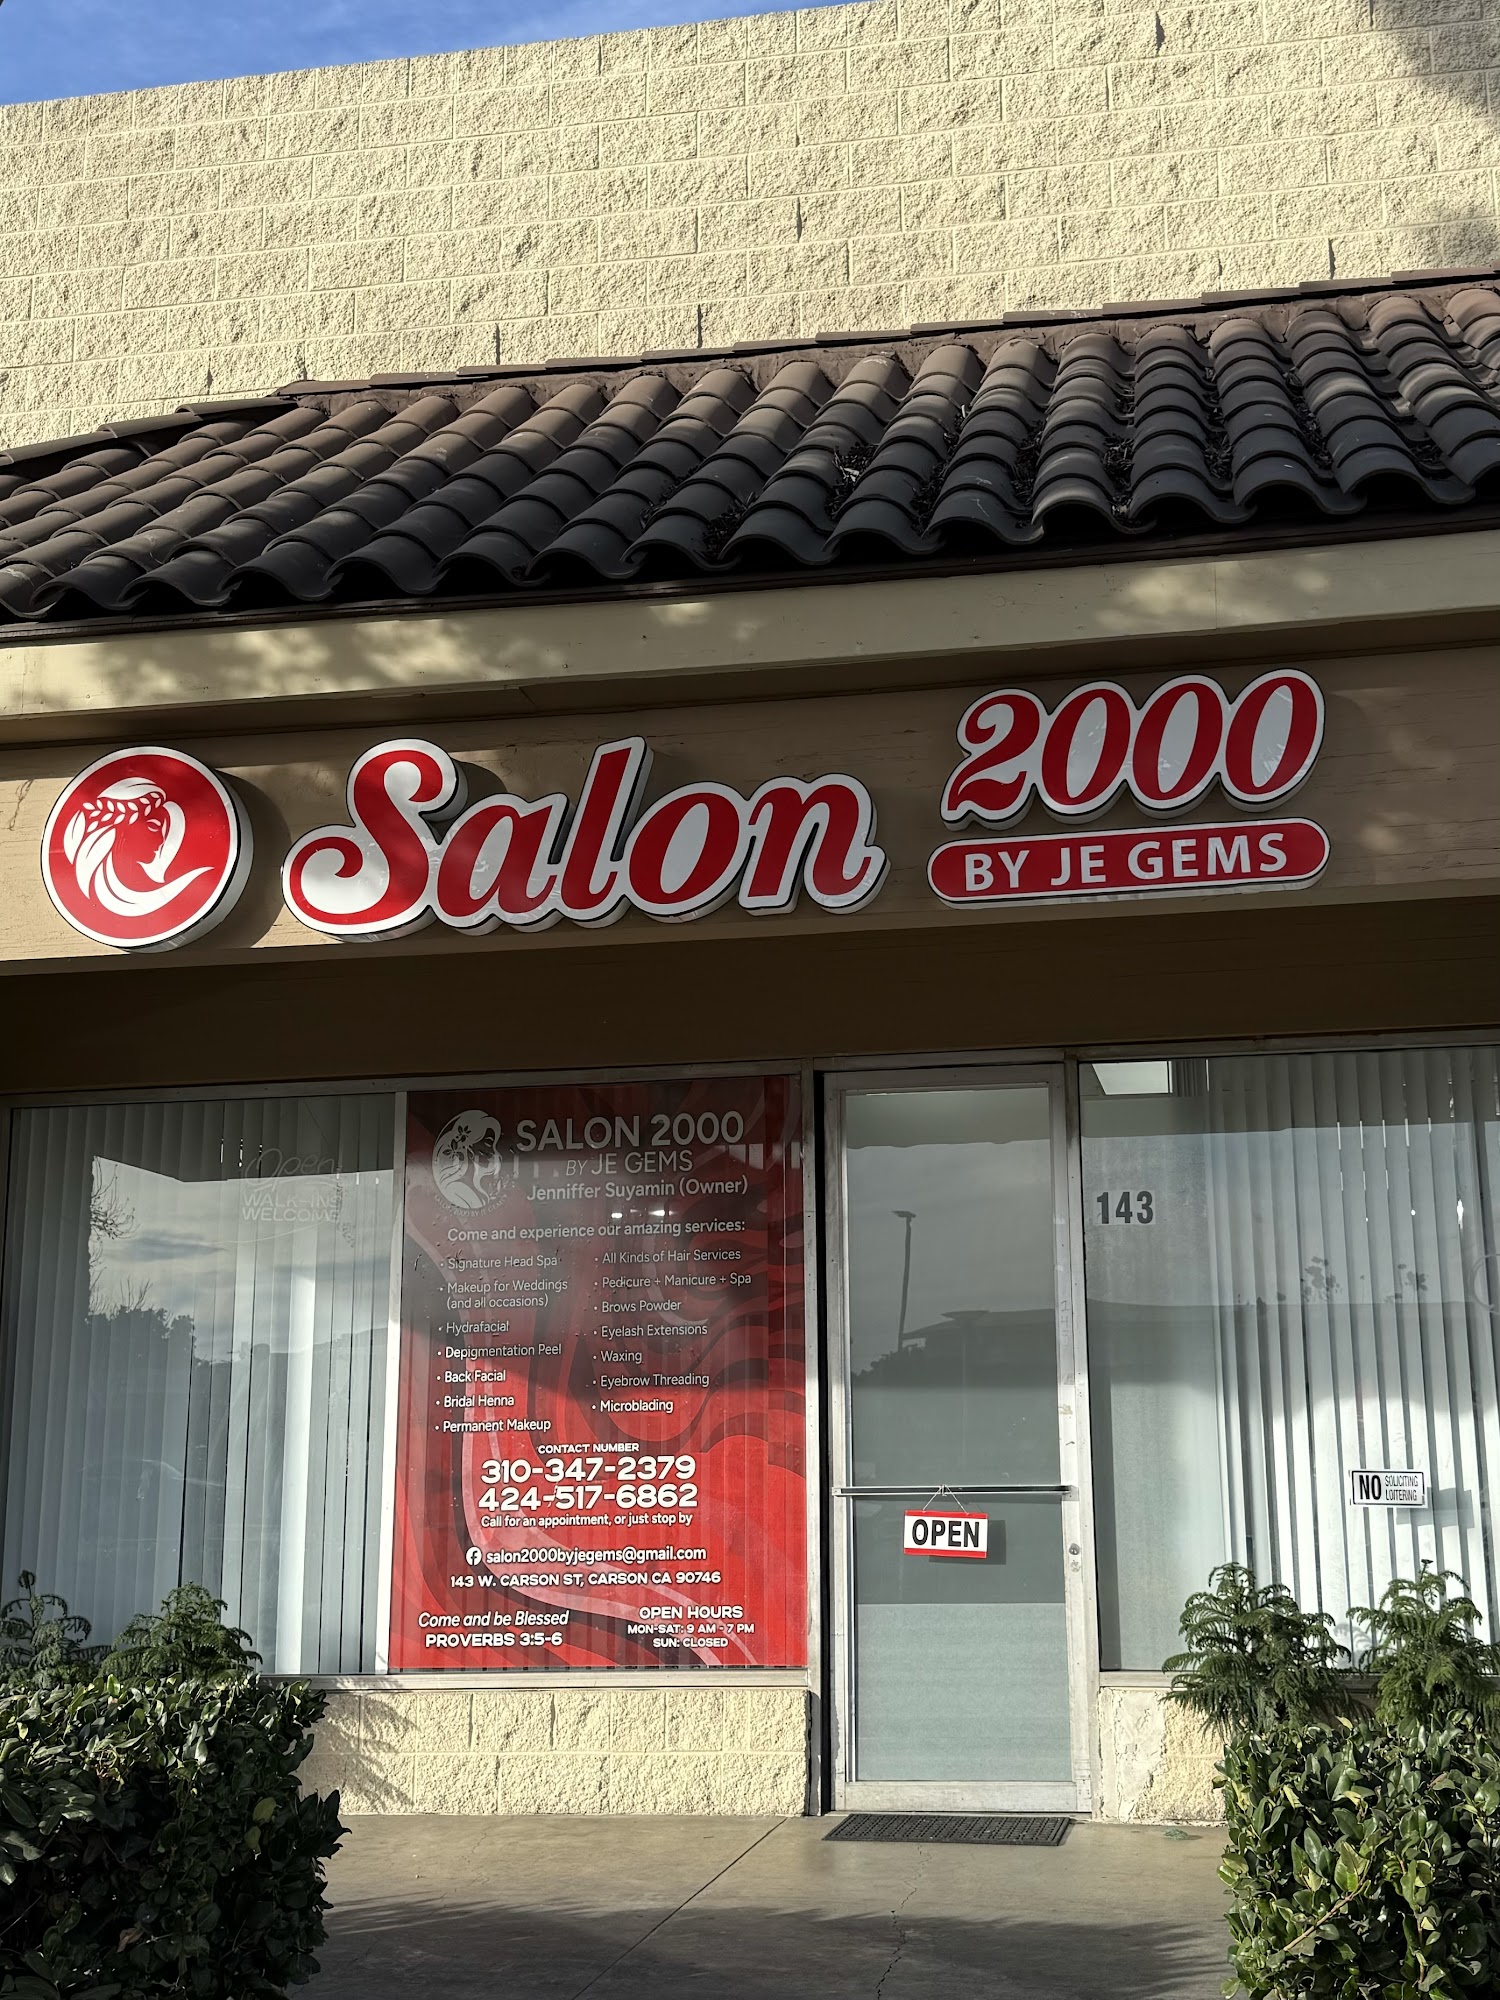 Salon 2000
BY JE GEMS
Open
WALK-INS
WELCOME
SALON 2000
BY JE GEMS
Jenniffer Suyamin (Owner)
Come and experience our amazing services:
• Signature Head Spa
• Makeup for Weddings
(and all occasions)
• Hydrafacial
• Depigmentation Peel
• Back Facial
• Bridal Henna
• Permanent Makeup
• All Kinds of Hair Services
• Pedicure + Manicure + Spa
• Brows Powder
• Eyelash Extensions
• Waxing
• Eyebrow Threading
• Microblading
CONTACT NUMBER
310-347-2379
424-517-6862
Call for an appointment, or just stop by
salon2000byjegems@gmail.com
143 W. CARSON ST, CARSON CA 90746
Come and be Blessed
PROVERBS 3:5-6
OPEN HOURS
MON-SAT: 9 AM - 7 PM
SUN: CLOSED
OPEN
143
NO SOLICITING
LOITERING